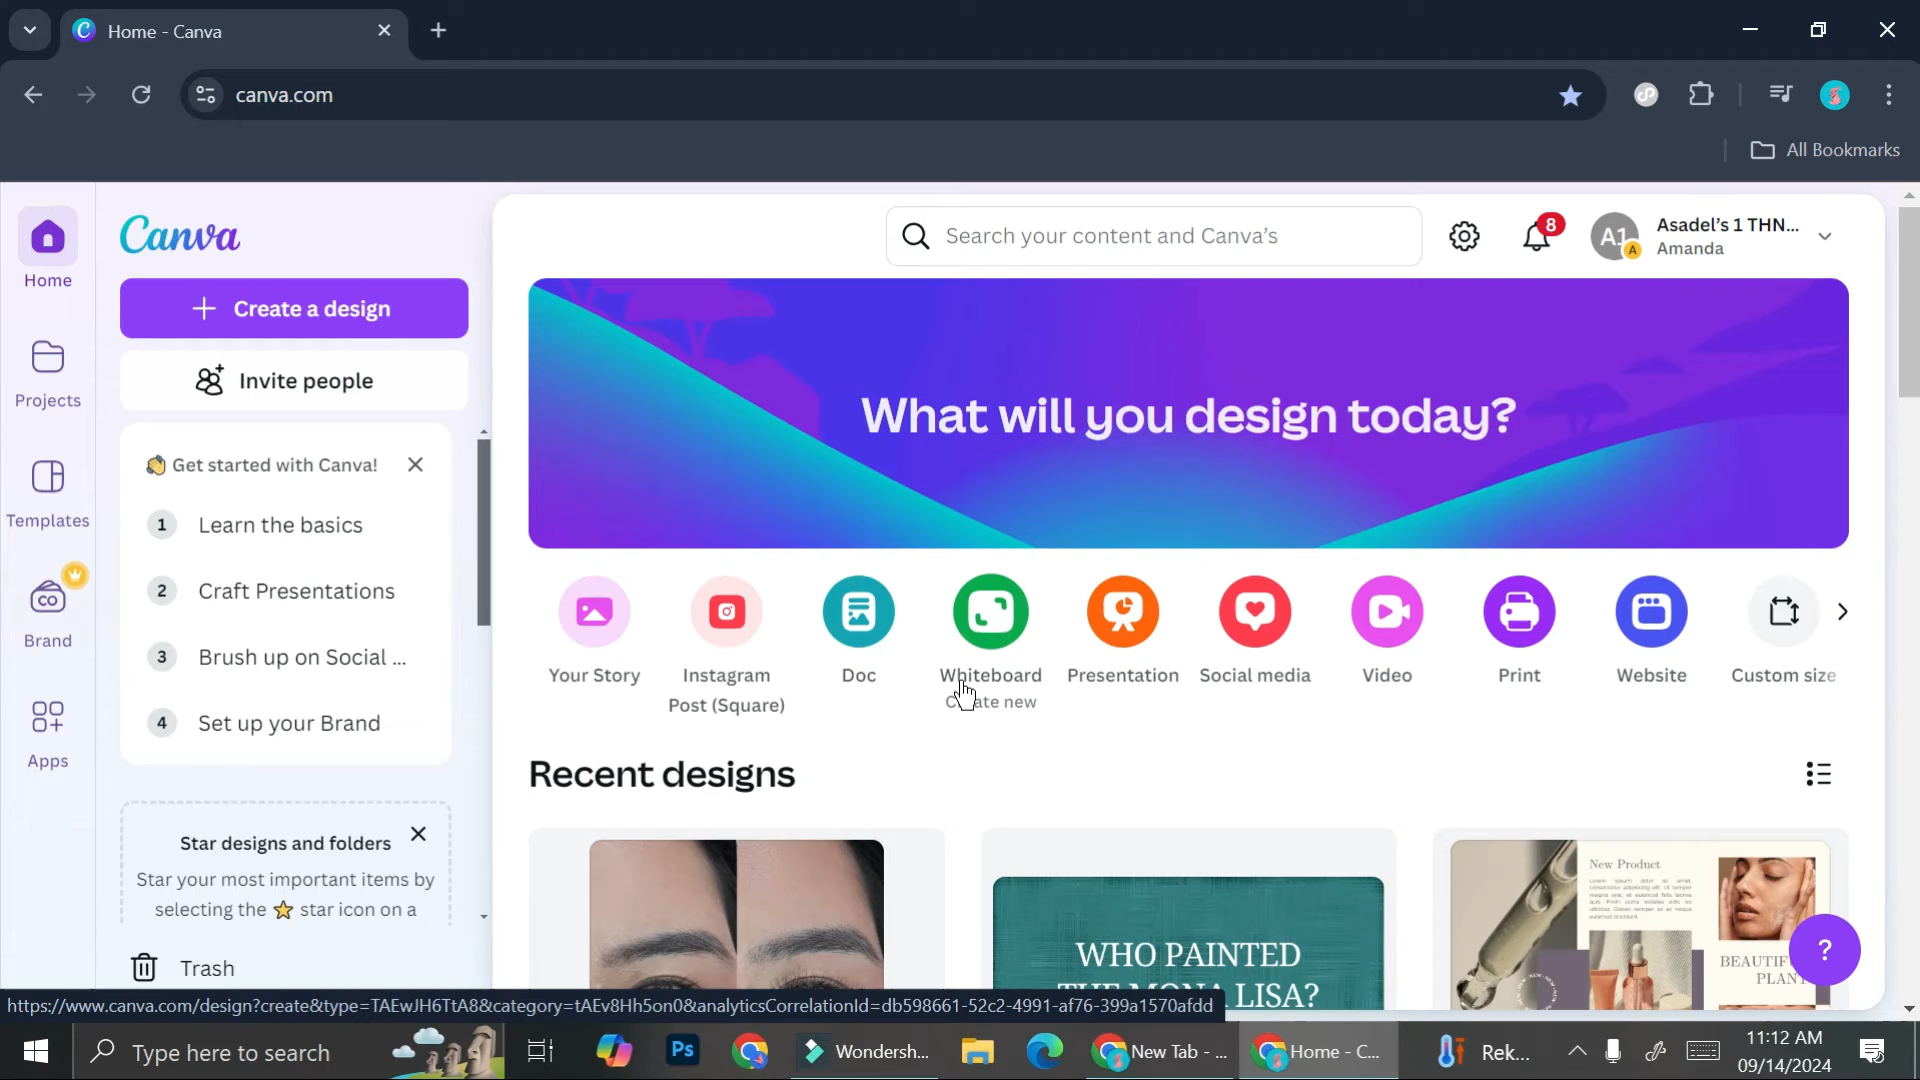 Home - Canva
canva.com
All Bookmarks
Home
Projects
Templates
CO
Brand
Apps
Canva
Create a design
Invite people
👋 Get started with Canva!
1 Learn the basics
2 Craft Presentations
3 Brush up on Social ...
4 Set up your Brand
Star designs and folders
Star your most important items by
selecting the ⭐ star icon on a
Trash
Search your content and Canva's
8
A1
A
Asadel's 1 THN...
Amanda
What will you design today?
Your Story
Instagram
Post (Square)
Doc
Whiteboard
Create new
Presentation
Social media
Video
Print
Website
Custom size
Recent designs
WHO PAINTED
THE MONA LISA?
New Product
BEAUTIF
PLAN
?
https://www.canva.com/design?create&type=TAEwJH6TtA8&category=tAEv8Hh5on0&analyticsCorrelationId=db598661-52c2-4991-af76-399a1570afdd
Type here to search
Ps
Wondersh...
New Tab - ...
Home - C...
Rek...
11:12 AM
09/14/2024